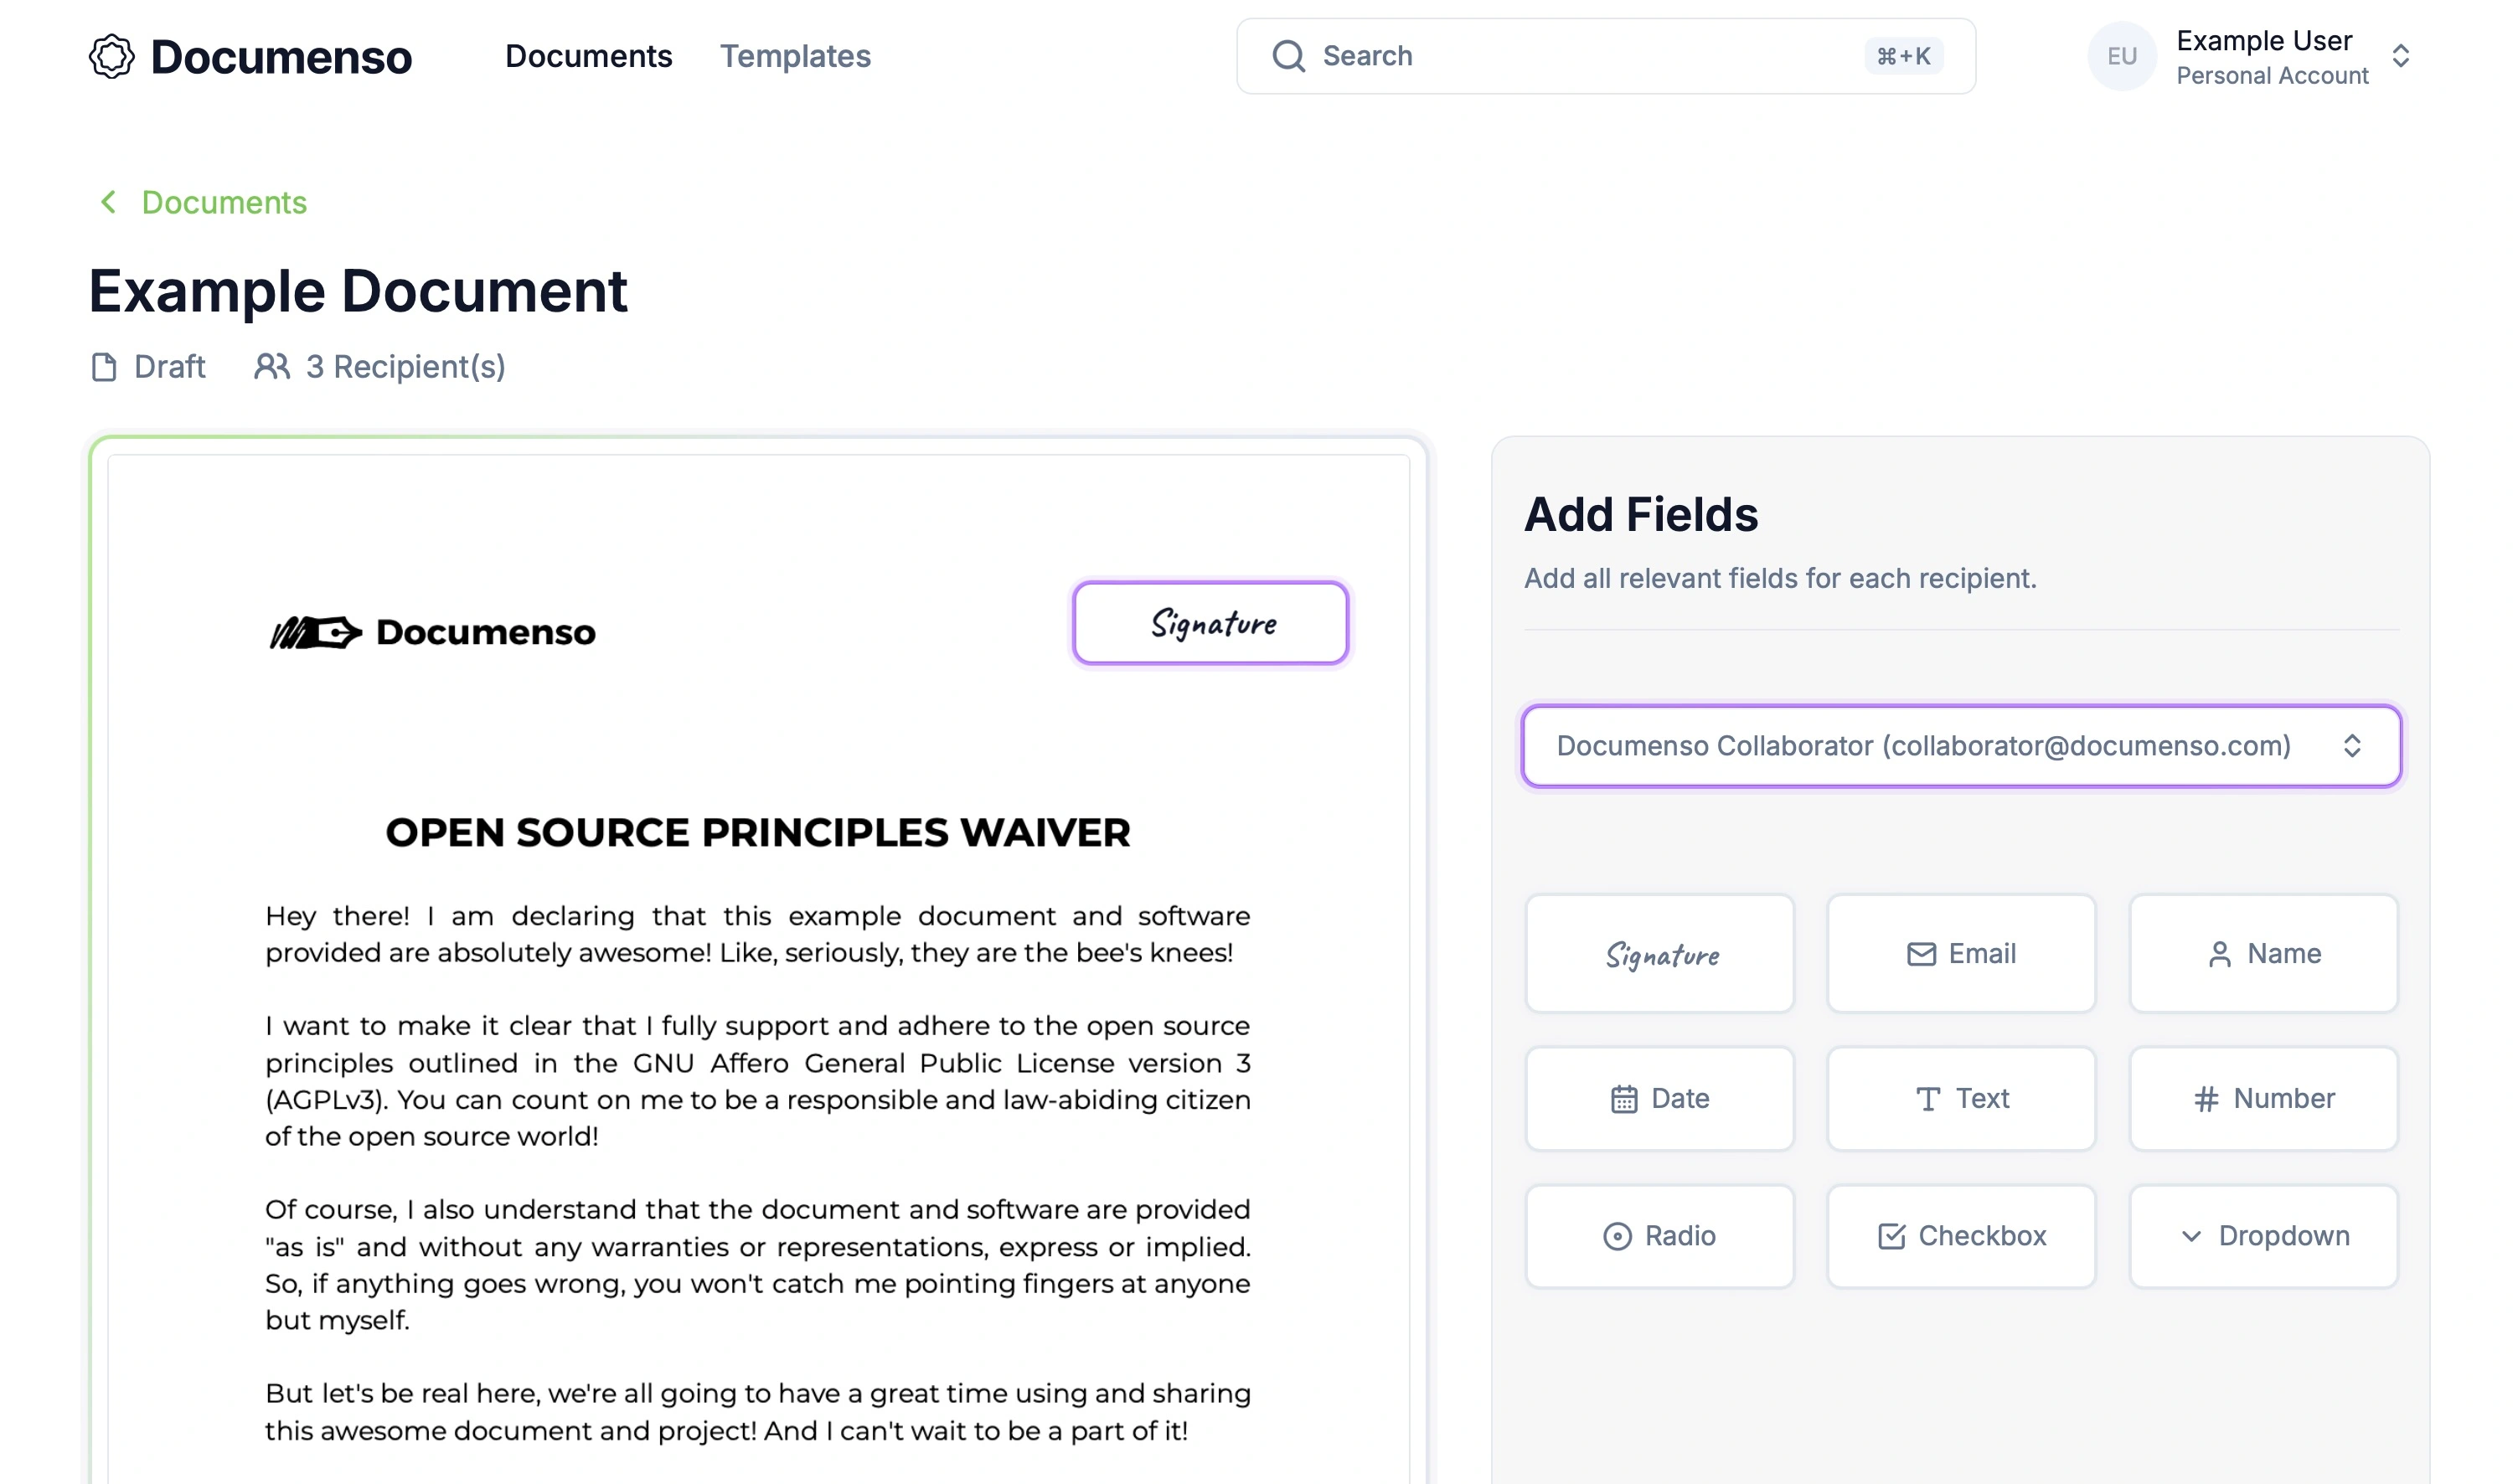 Documenso
Documents
Templates
Search
⌘+K
EU
Example User
Personal Account
Documents
Example Document
Draft
3 Recipient(s)
Documenso
Signature
OPEN SOURCE PRINCIPLES WAIVER
Hey there! I am declaring that this example document and software
provided are absolutely awesome! Like, seriously, they are the bee's knees!
I want to make it clear that I fully support and adhere to the open source
principles outlined in the GNU Affero General Public License version 3
(AGPLv3). You can count on me to be a responsible and law-abiding citizen
of the open source world!
Of course, I also understand that the document and software are provided
"as is" and without any warranties or representations, express or implied.
So, if anything goes wrong, you won't catch me pointing fingers at anyone
but myself.
But let's be real here, we're all going to have a great time using and sharing
this awesome document and project! And I can't wait to be a part of it!
Add Fields
Add all relevant fields for each recipient.
Documenso Collaborator (collaborator@documenso.com)
Signature
Email
Name
Date
Text
Number
Radio
Checkbox
Dropdown